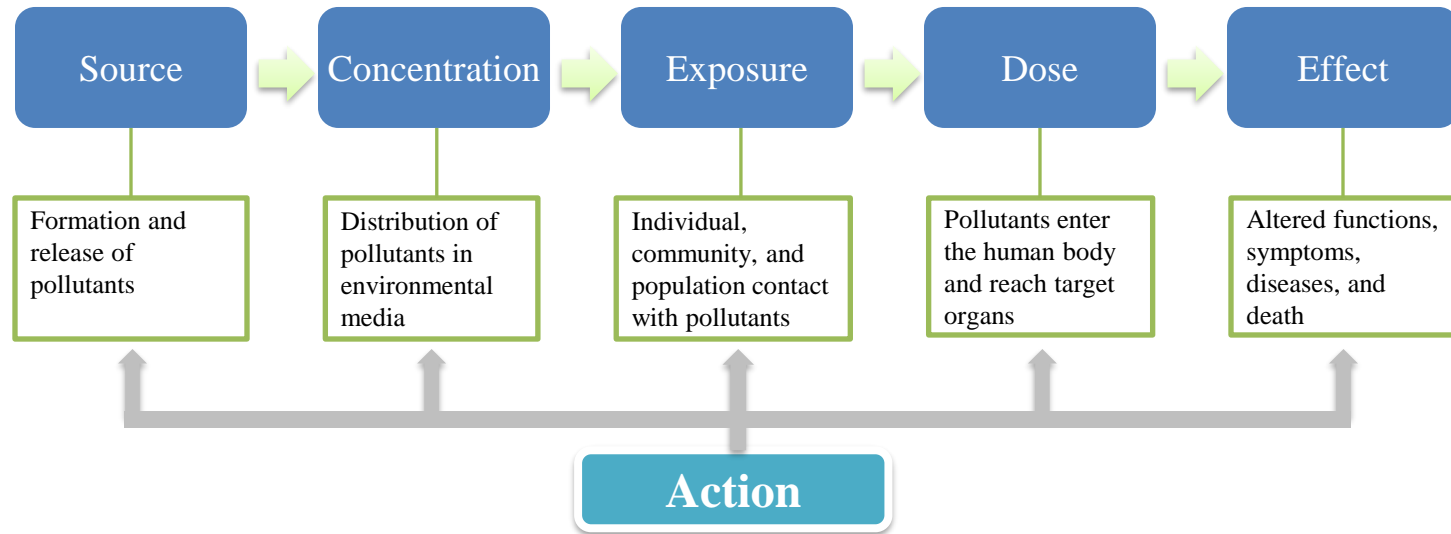 Source
Concentration
Exposure
Dose
Effect
Formation and
release of
pollutants
Distribution of
pollutants in
environmental
media
Individual,
community, and
population contact
with pollutants
Pollutants enter
the human body
and reach target
organs
Altered functions,
symptoms,
diseases, and
death
Action